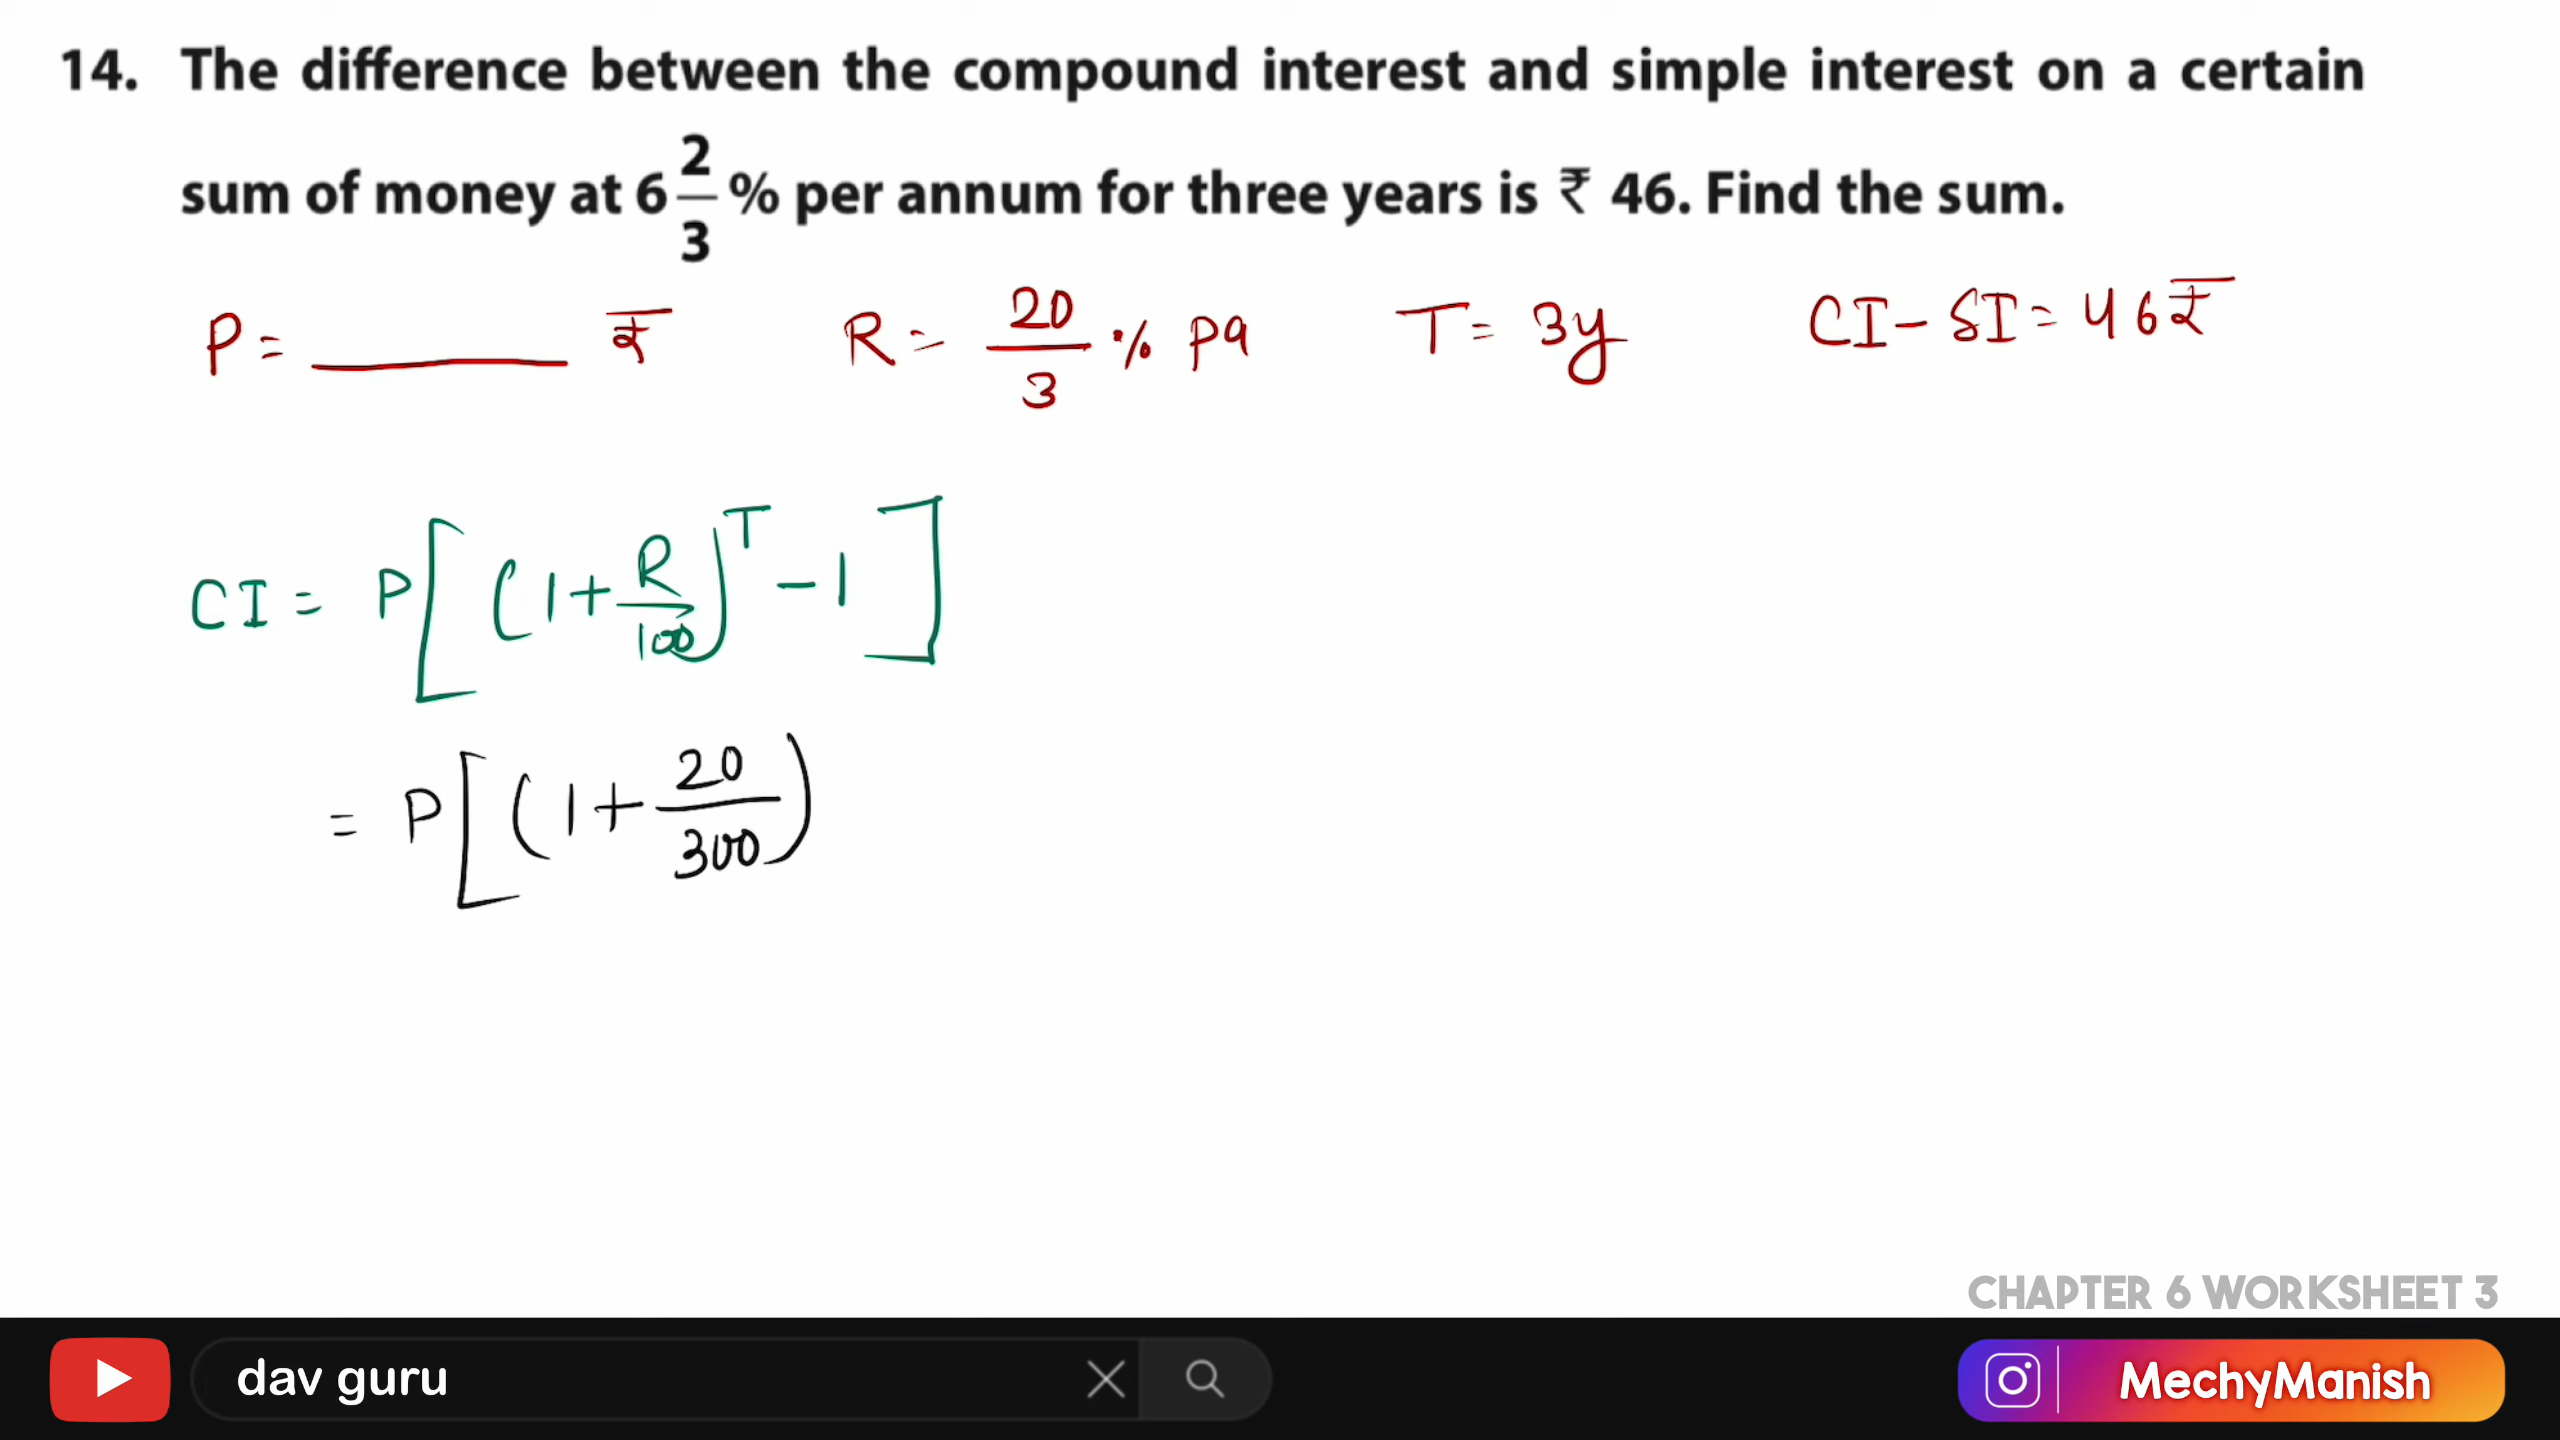 14. The difference between the compound interest and simple interest on a certain
sum of money at 6 2/3 % per annum for three years is ₹ 46. Find the sum.
P = ______ ₹ R = 20/3 % pa T = 3y CI - SI = 46₹
CI = P[(1+R/100)^T - 1]
= P[(1+20/300)
CHAPTER 6 WORKSHEET 3
dav guru
MechyManish